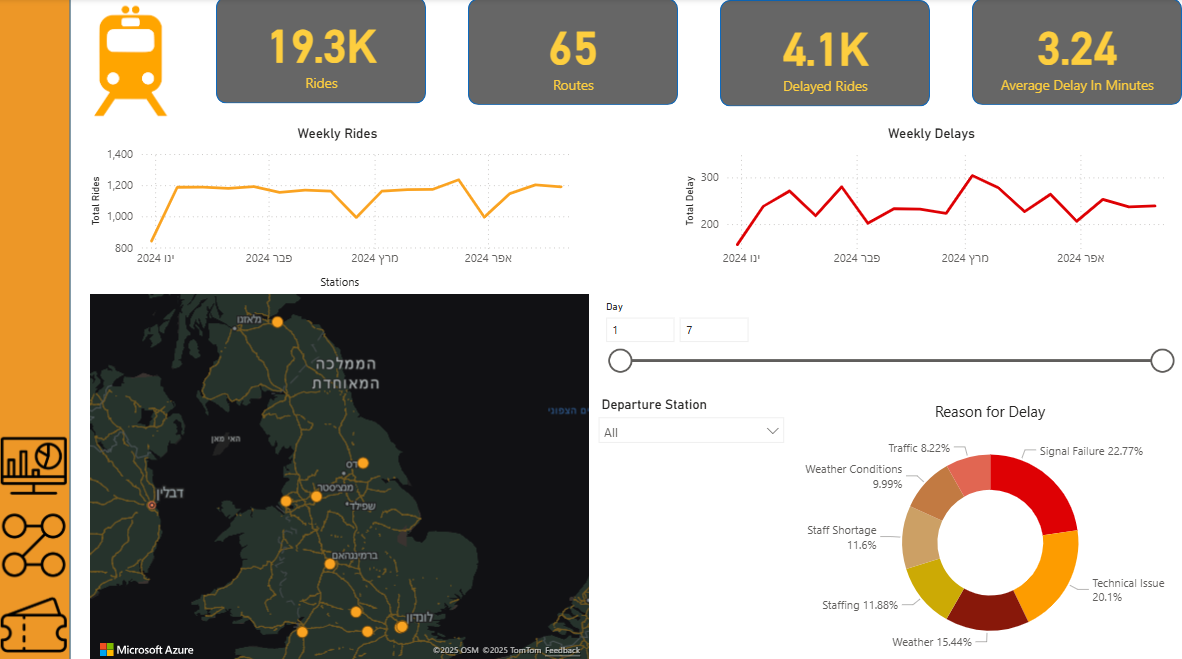 19.3K
Rides
65
Routes
4.1K
Delayed Rides
3.24
Average Delay In Minutes
Weekly Rides
Total Rides
1,400
1,200
1,000
800
ינו 2024
פבר 2024
מרץ 2024
אפר 2024
Weekly Delays
Total Delay
300
200
ינו 2024
פבר 2024
מרץ 2024
אפר 2024
Stations
גלאזגו
הממלכה
המאוחדת
האי מאן
דבלין
מנצ'סטר
שפילד
ברמינגהאם
לונדון
Microsoft Azure
©2025 OSM ©2025 TomTom Feedback
Day
1
7
Departure Station
All
Reason for Delay
Traffic 8.22%
Signal Failure 22.77%
Weather Conditions
9.99%
Staff Shortage
11.6%
Technical Issue
20.1%
Staffing 11.88%
Weather 15.44%